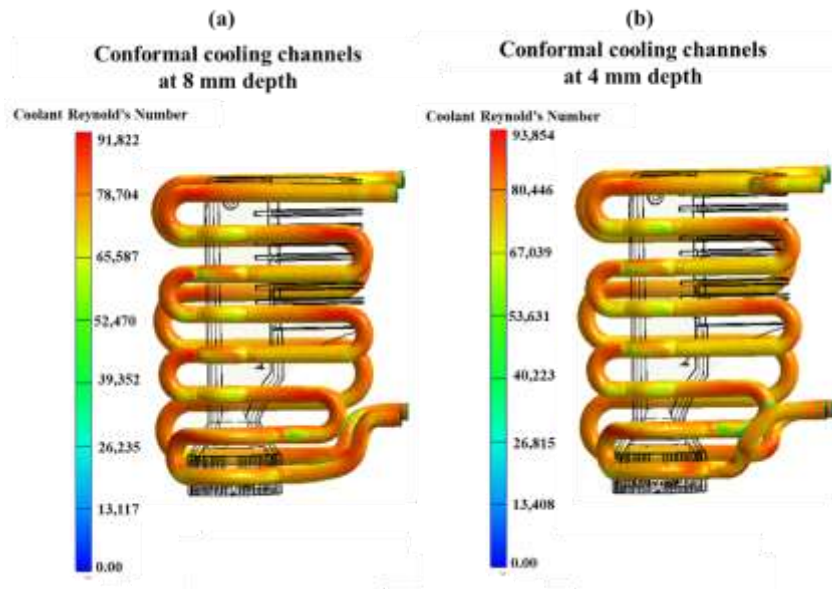 (a)
Conformal cooling channels
at 8 mm depth
Coolant Reynold's Number
91,822
78,704
65,587
52,470
39,352
26,235
13,117
0.00
(b)
Conformal cooling channels
at 4 mm depth
Coolant Reynold's Number
93,854
80,446
67,039
53,631
40,223
26,815
13,408
0.00